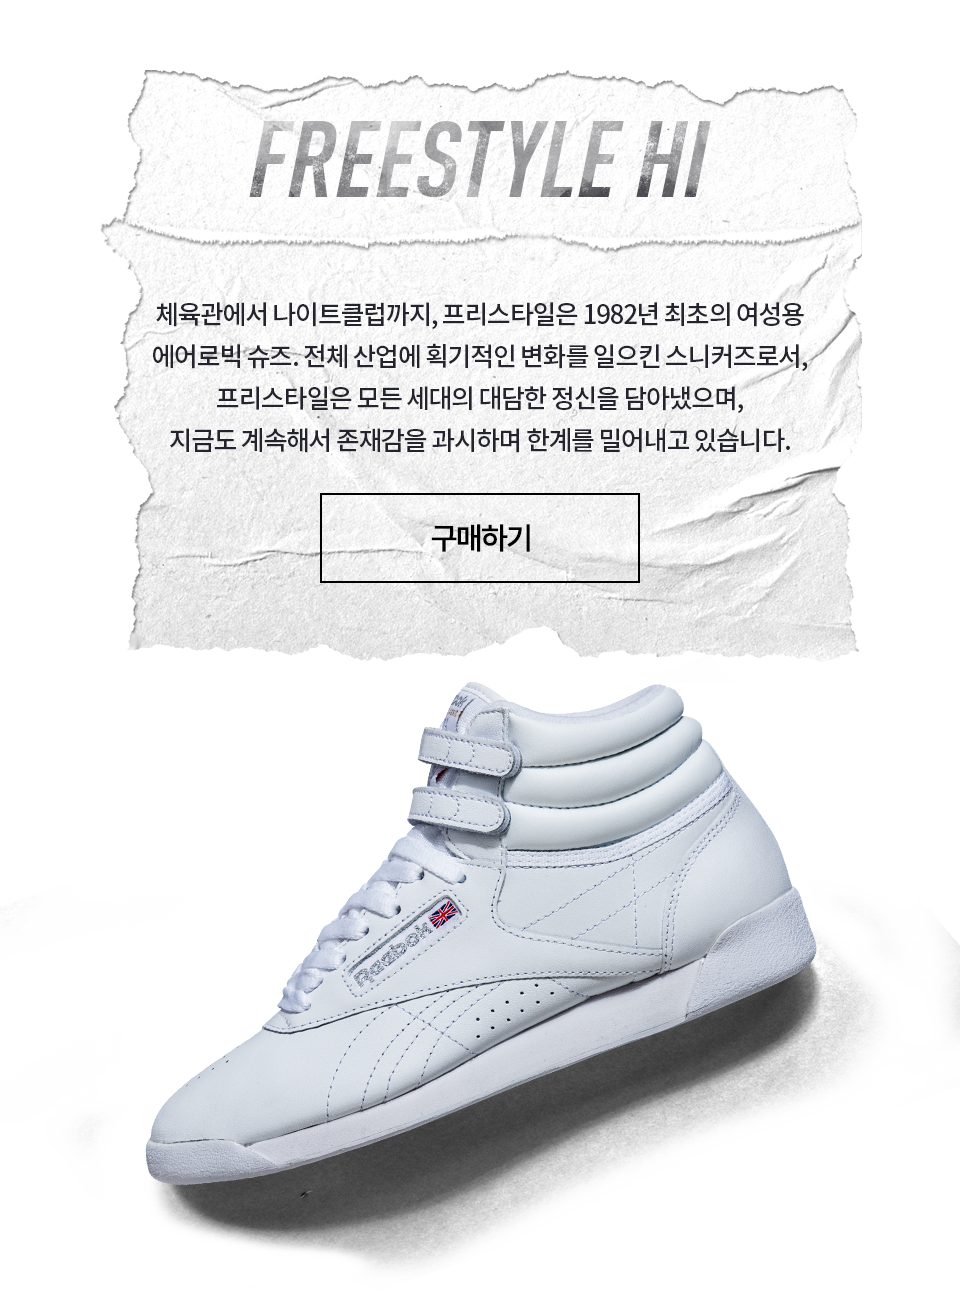 FREESTYLE HI
체육관에서 나이트클럽까지, 프리스타일은 1982년 최초의 여성용
에어로빅 슈즈. 전체 산업에 획기적인 변화를 일으킨 스니커즈로서,
프리스타일은 모든 세대의 대담한 정신을 담아냈으며,
지금도 계속해서 존재감을 과시하며 한계를 밀어내고 있습니다.
구매하기
Reebok